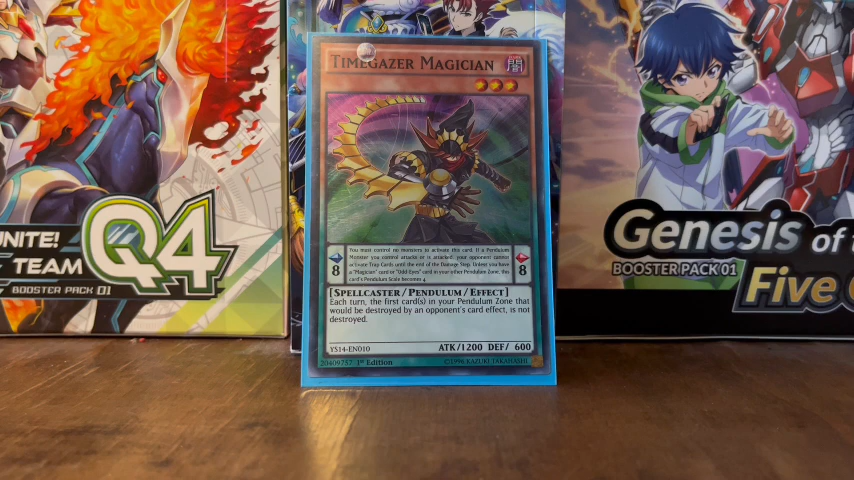 UNITE!
TEAM
Q4
BOOSTER PACK 01
TIMEGAZER MAGICIAN
You must control no monsters to activate this card. If a Pendulum
Monster you control attacks or is attacked, your opponent cannot
activate Trap Cards until the end of the Damage Step. Unless you have
a "Magician" card or "Odd-Eyes" card in your other Pendulum Zone, this
card's Pendulum Scale becomes 4.
8
8
[SPELLCASTER/PENDULUM/EFFECT]
Each turn, the first card(s) in your Pendulum Zone that
would be destroyed by an opponent's card effect, is not
destroyed.
YS14-EN010
ATK/1200 DEF/ 600
20409757 1st Edition
©1996 KAZUKI TAKAHASHI
Genesis of
BOOSTER PACK 01
Five